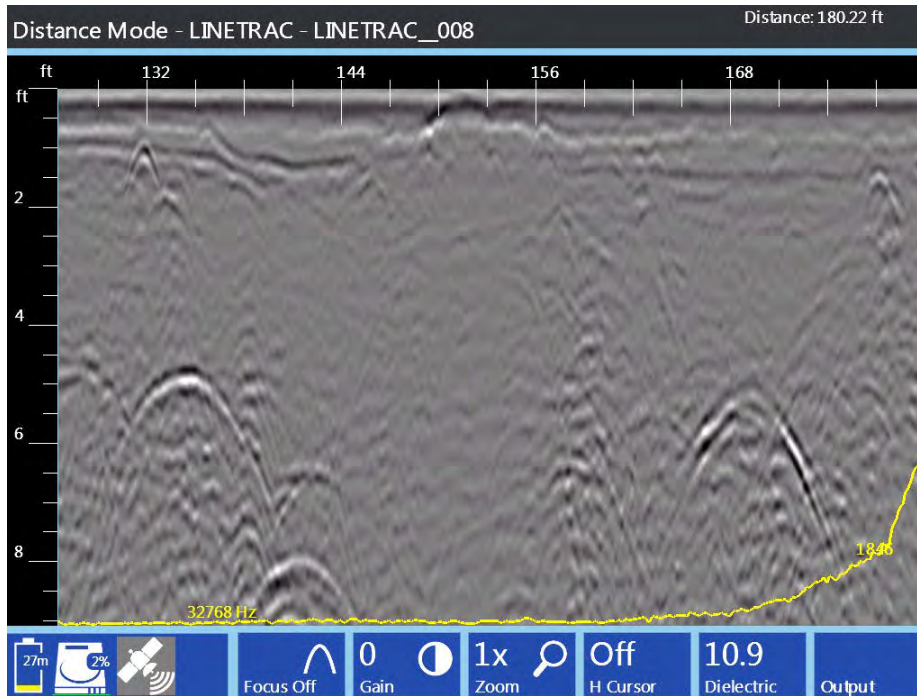 Distance Mode - LINETRAC - LINETRAC__008
Distance: 180.22 ft
ft 132 144 156 168
ft
2
4
6
8
1846
32768 Hz
27m 2% Focus Off 0 Gain 1x Zoom Off H Cursor 10.9 Dielectric Output